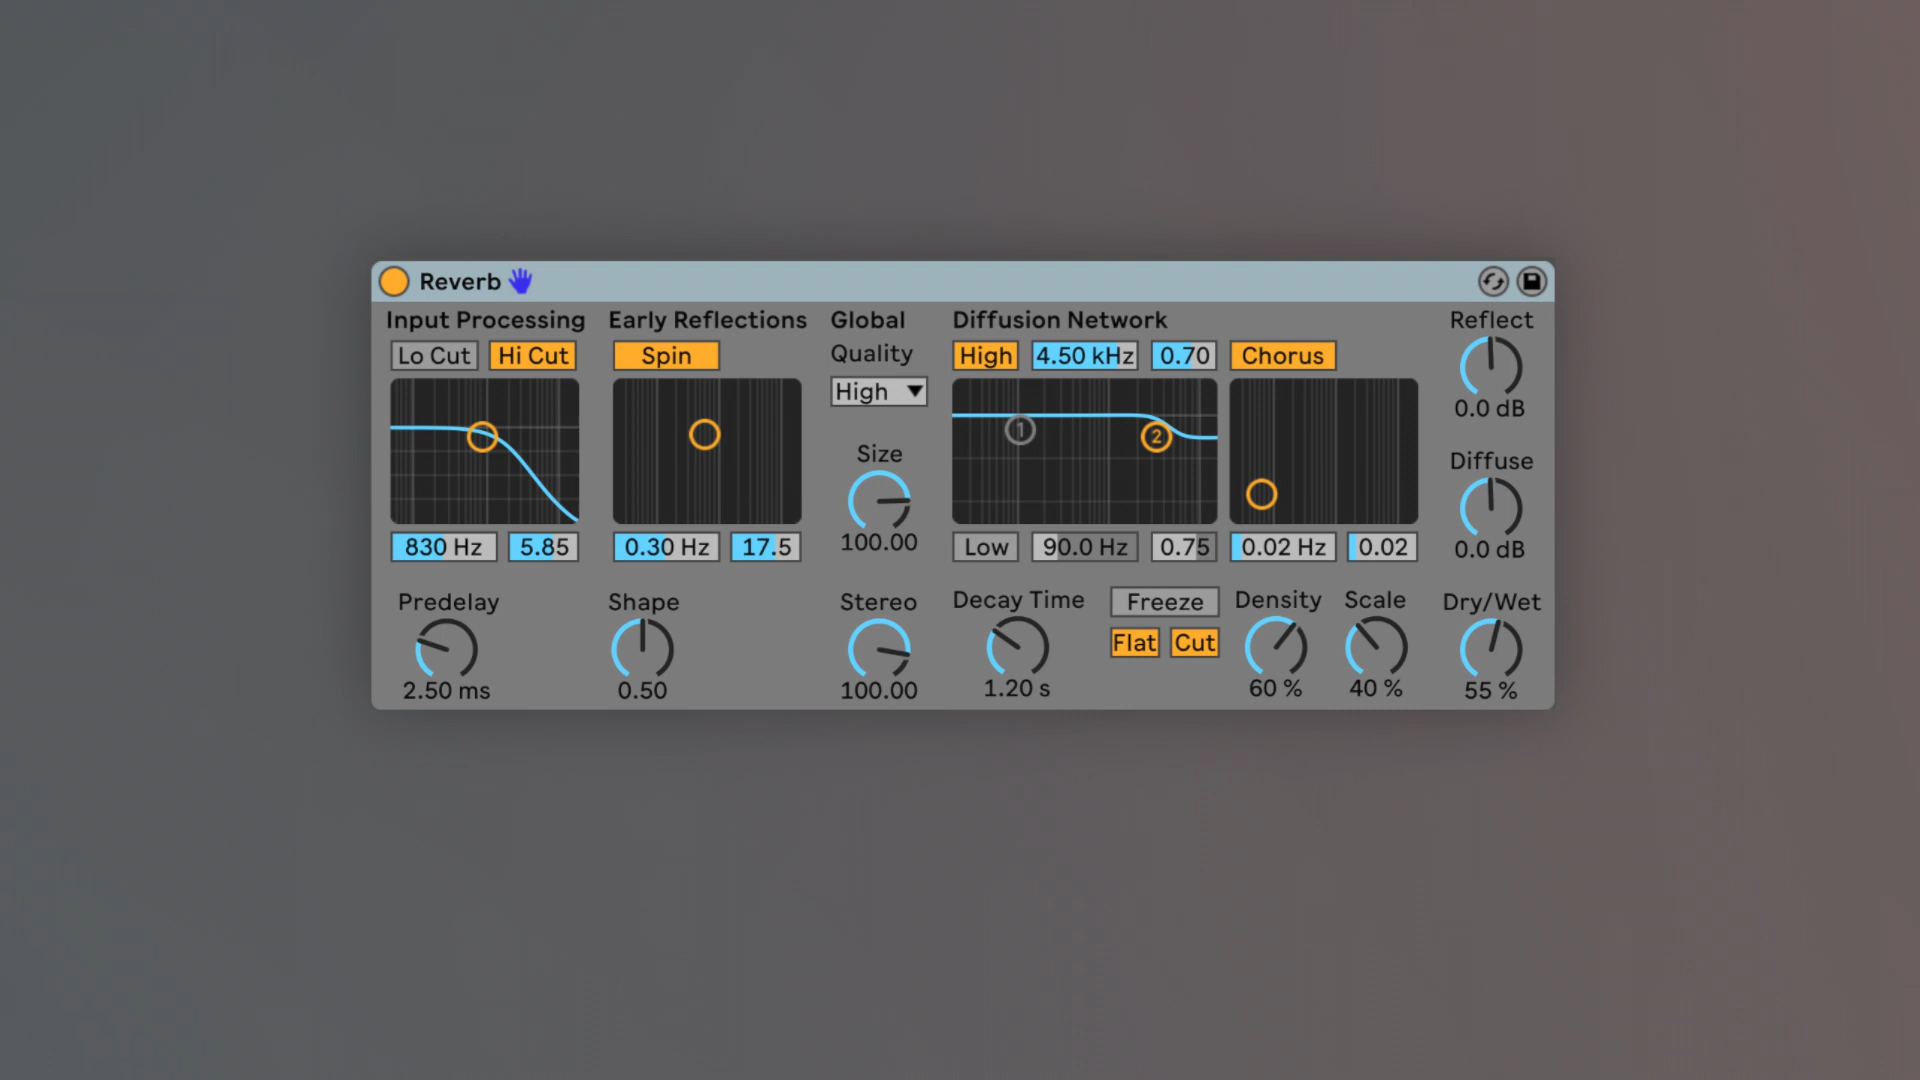 Reverb
Input Processing
Lo Cut Hi Cut
830 Hz 5.85
Predelay
2.50 ms
Early Reflections
Spin
0.30 Hz 17.5
Shape
0.50
Global
Quality
High
Size
100.00
Stereo
100.00
Diffusion Network
High 4.50 kHz 0.70 Chorus
1 2
Low 90.0 Hz 0.75 0.02 Hz 0.02
Decay Time
1.20 s
Freeze
Flat Cut
Density
60 %
Scale
40 %
Reflect
0.0 dB
Diffuse
0.0 dB
Dry/Wet
55 %